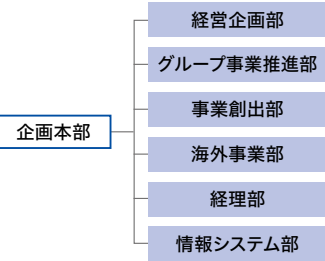 企画本部
経営企画部
グループ事業推進部
事業創出部
海外事業部
経理部
情報システム部